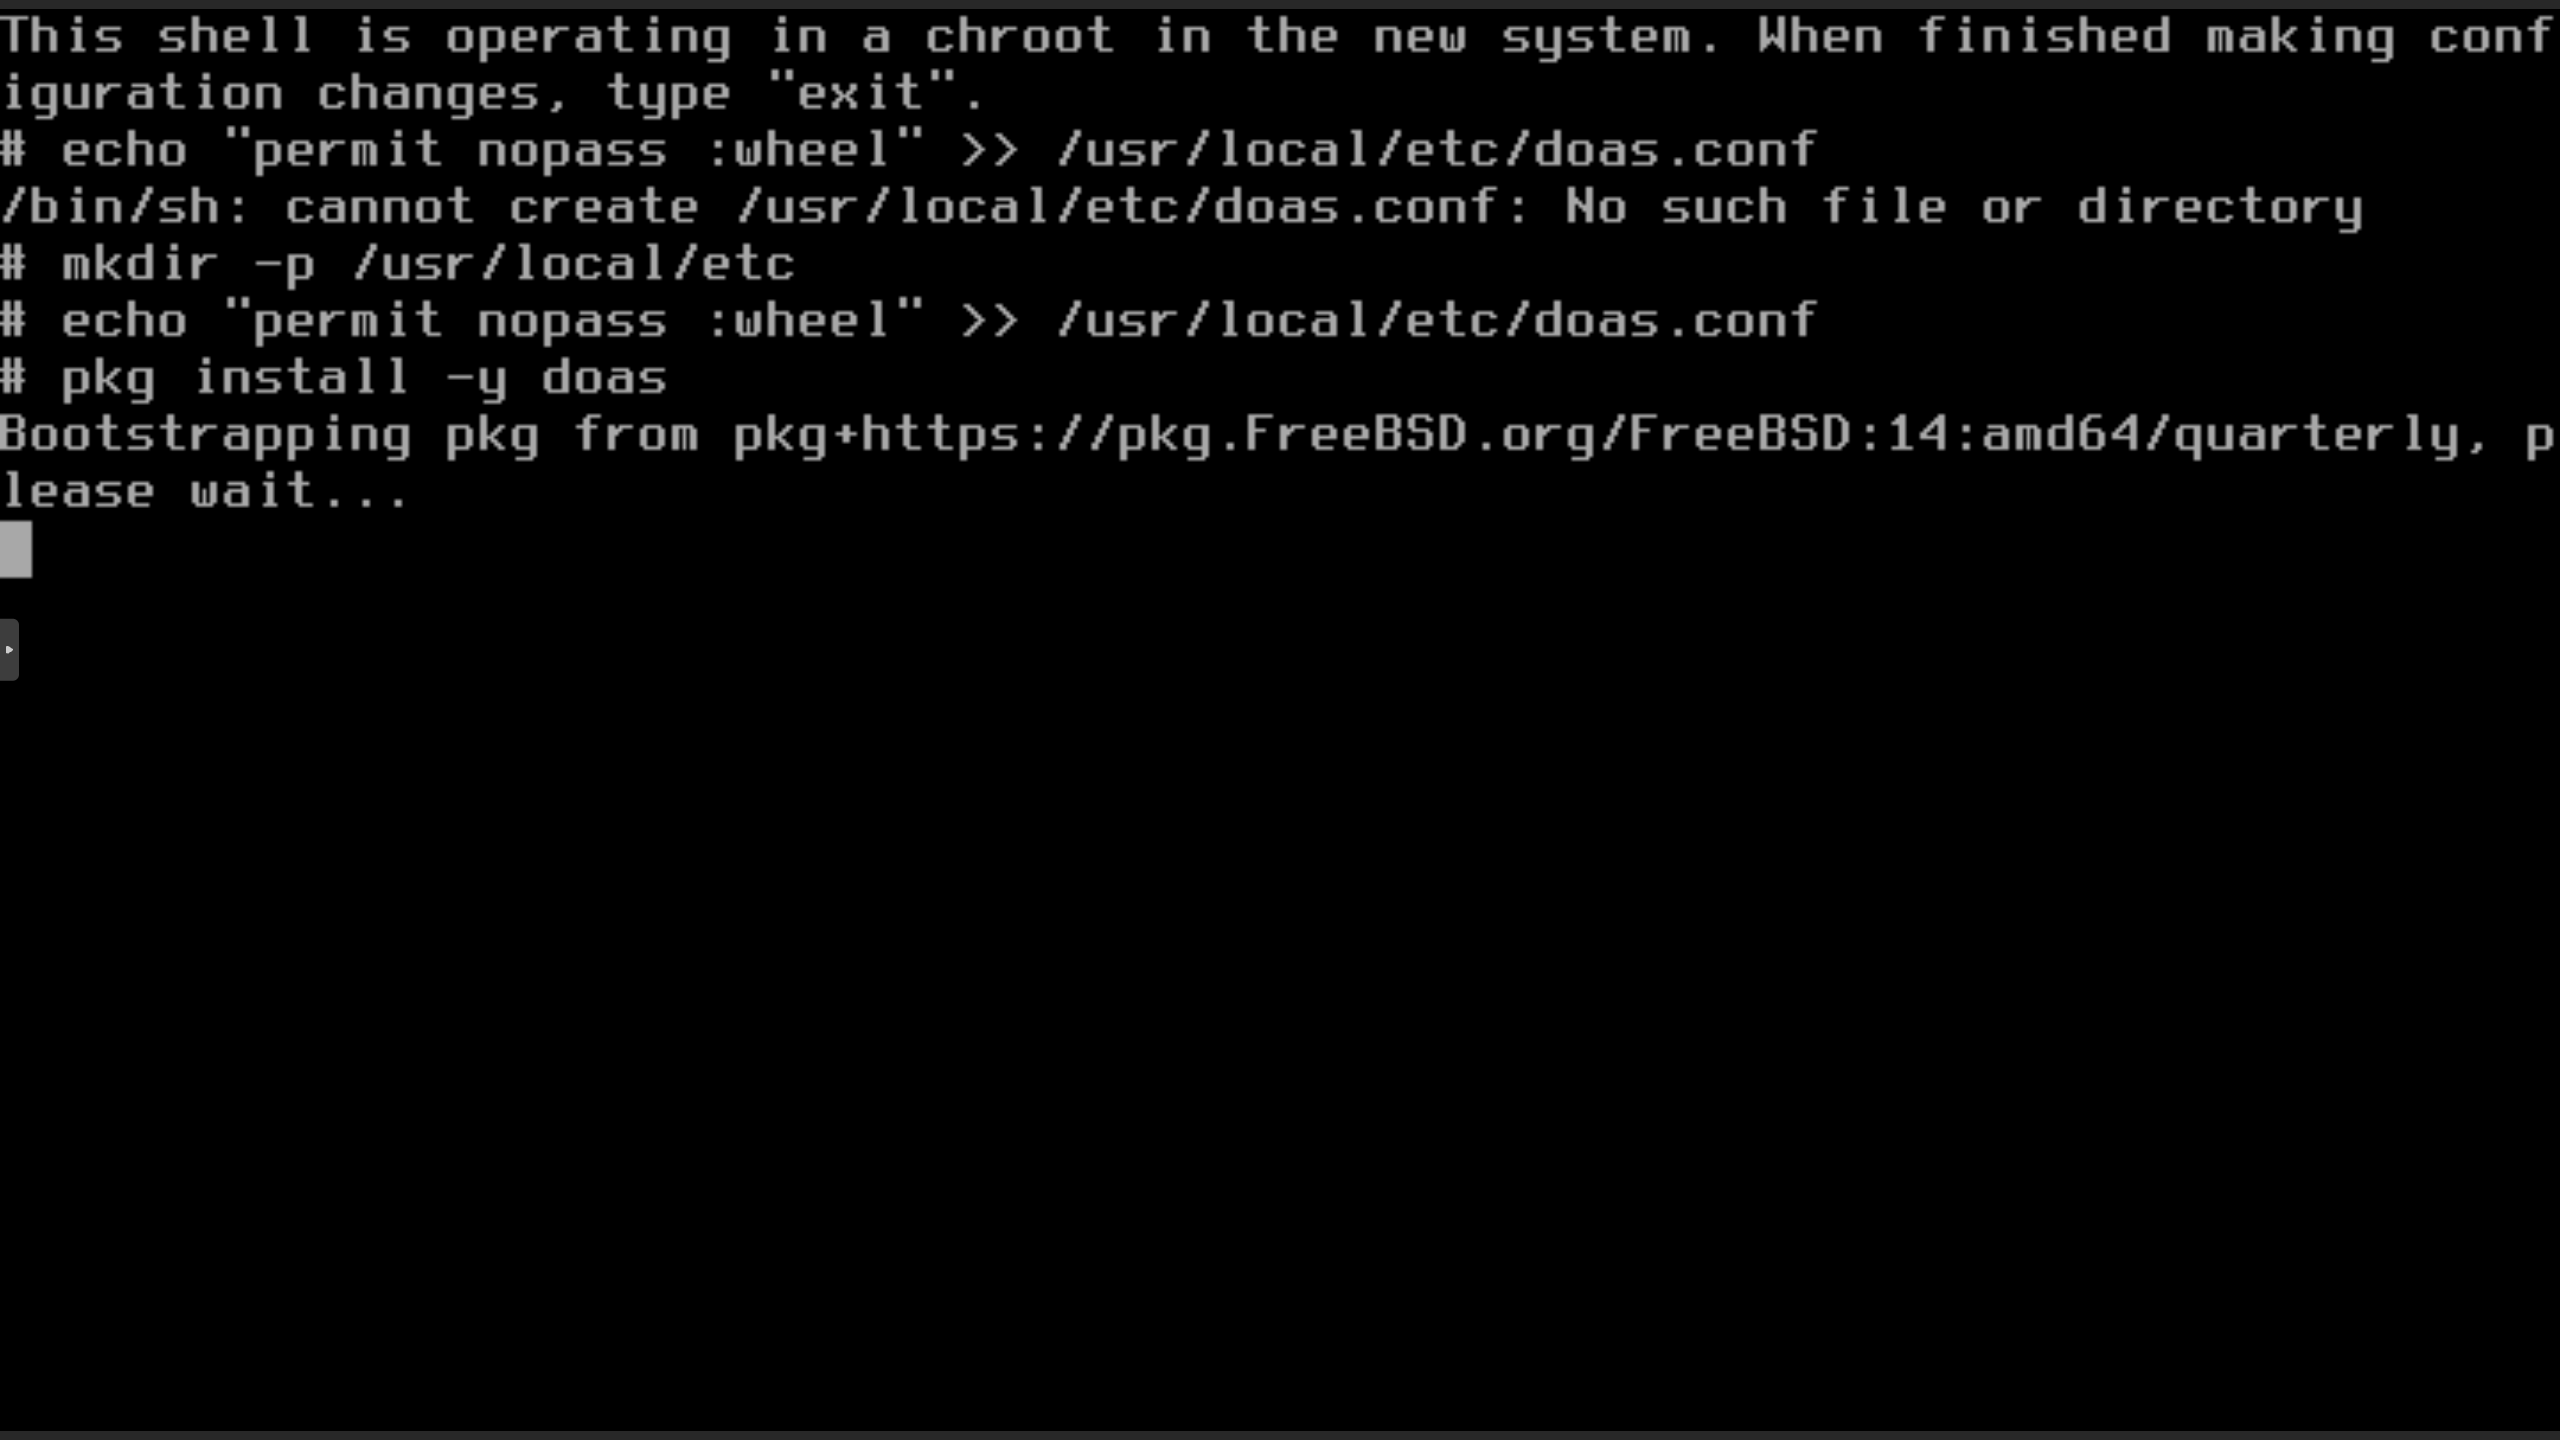 This shell is operating in a chroot in the new system. When finished making conf
iguration changes, type "exit".
# echo "permit nopass :wheel" >> /usr/local/etc/doas.conf
/bin/sh: cannot create /usr/local/etc/doas.conf: No such file or directory
# mkdir -p /usr/local/etc
# echo "permit nopass :wheel" >> /usr/local/etc/doas.conf
# pkg install -y doas
Bootstrapping pkg from pkg+https://pkg.FreeBSD.org/FreeBSD:14:amd64/quarterly, p
lease wait...